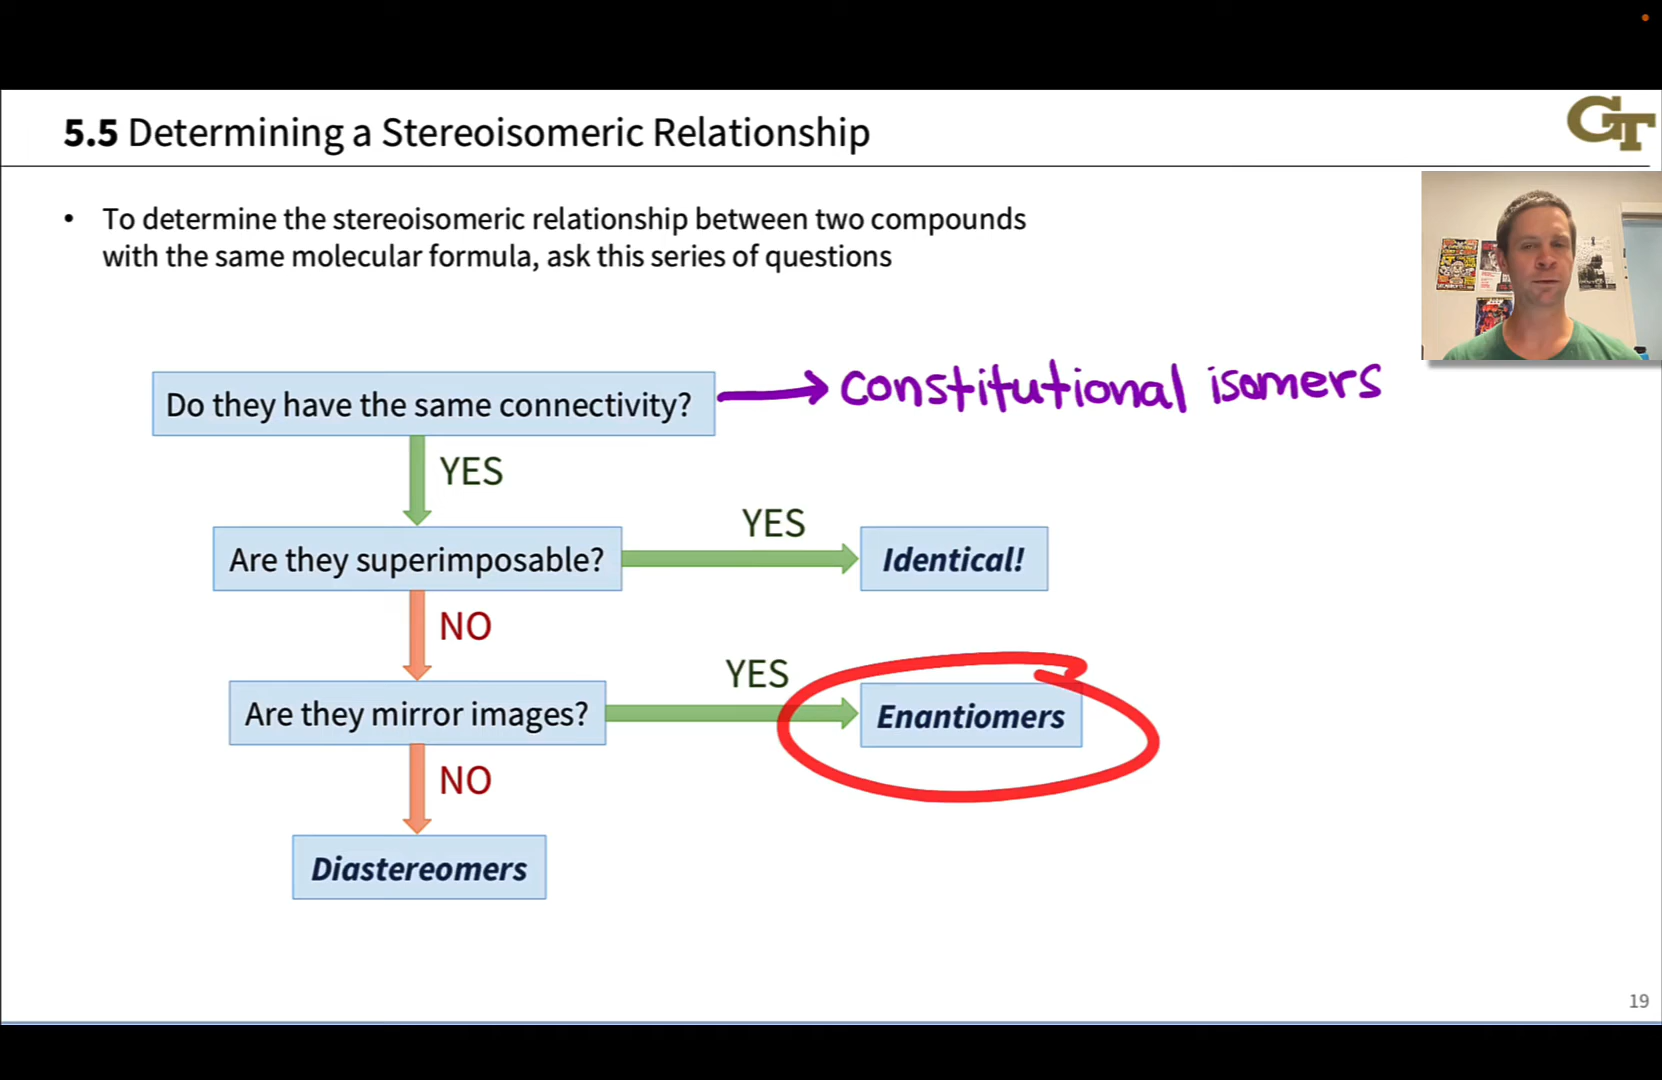 5.5 Determining a Stereoisomeric Relationship
GT
• To determine the stereoisomeric relationship between two compounds
with the same molecular formula, ask this series of questions
Do they have the same connectivity?
constitutional isomers
YES
Are they superimposable?
YES
Identical!
NO
Are they mirror images?
YES
Enantiomers
NO
Diastereomers
19